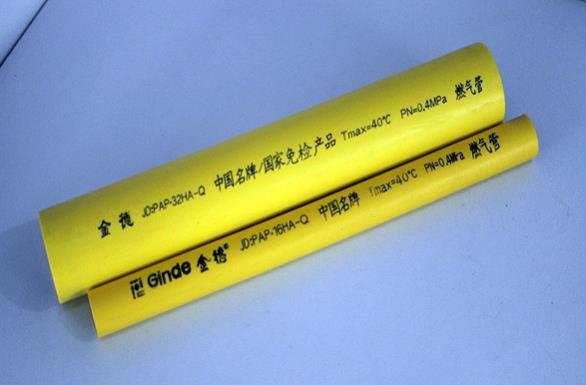 金德 JD:PAP-32HA-Q 中国名牌/国家免检产品 Tmax=40℃ PN=0.4MPa 燃气管
Ginde 金德® JD:PAP-16HA-Q 中国名牌 Tmax=40℃ PN=0.4MPa 燃气管